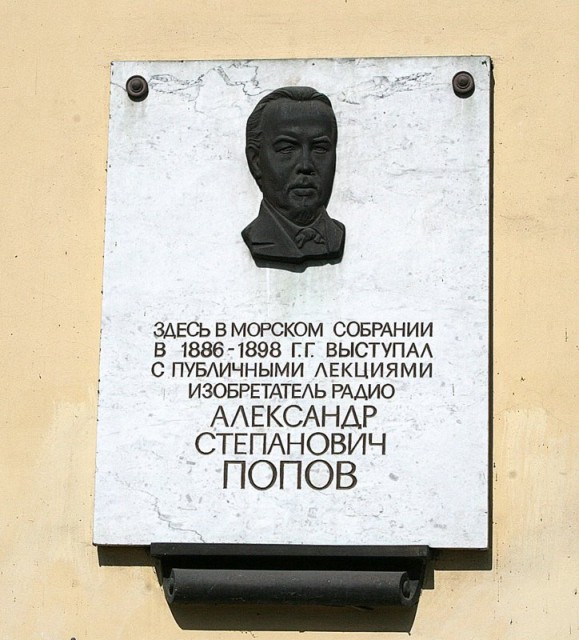 ЗДЕСЬ В МОРСКОМ СОБРАНИИ
В 1886-1898 Г.Г. ВЫСТУПАЛ
С ПУБЛИЧНЫМИ ЛЕКЦИЯМИ
ИЗОБРЕТАТЕЛЬ РАДИО
АЛЕКСАНДР
СТЕПАНОВИЧ
ПОПОВ